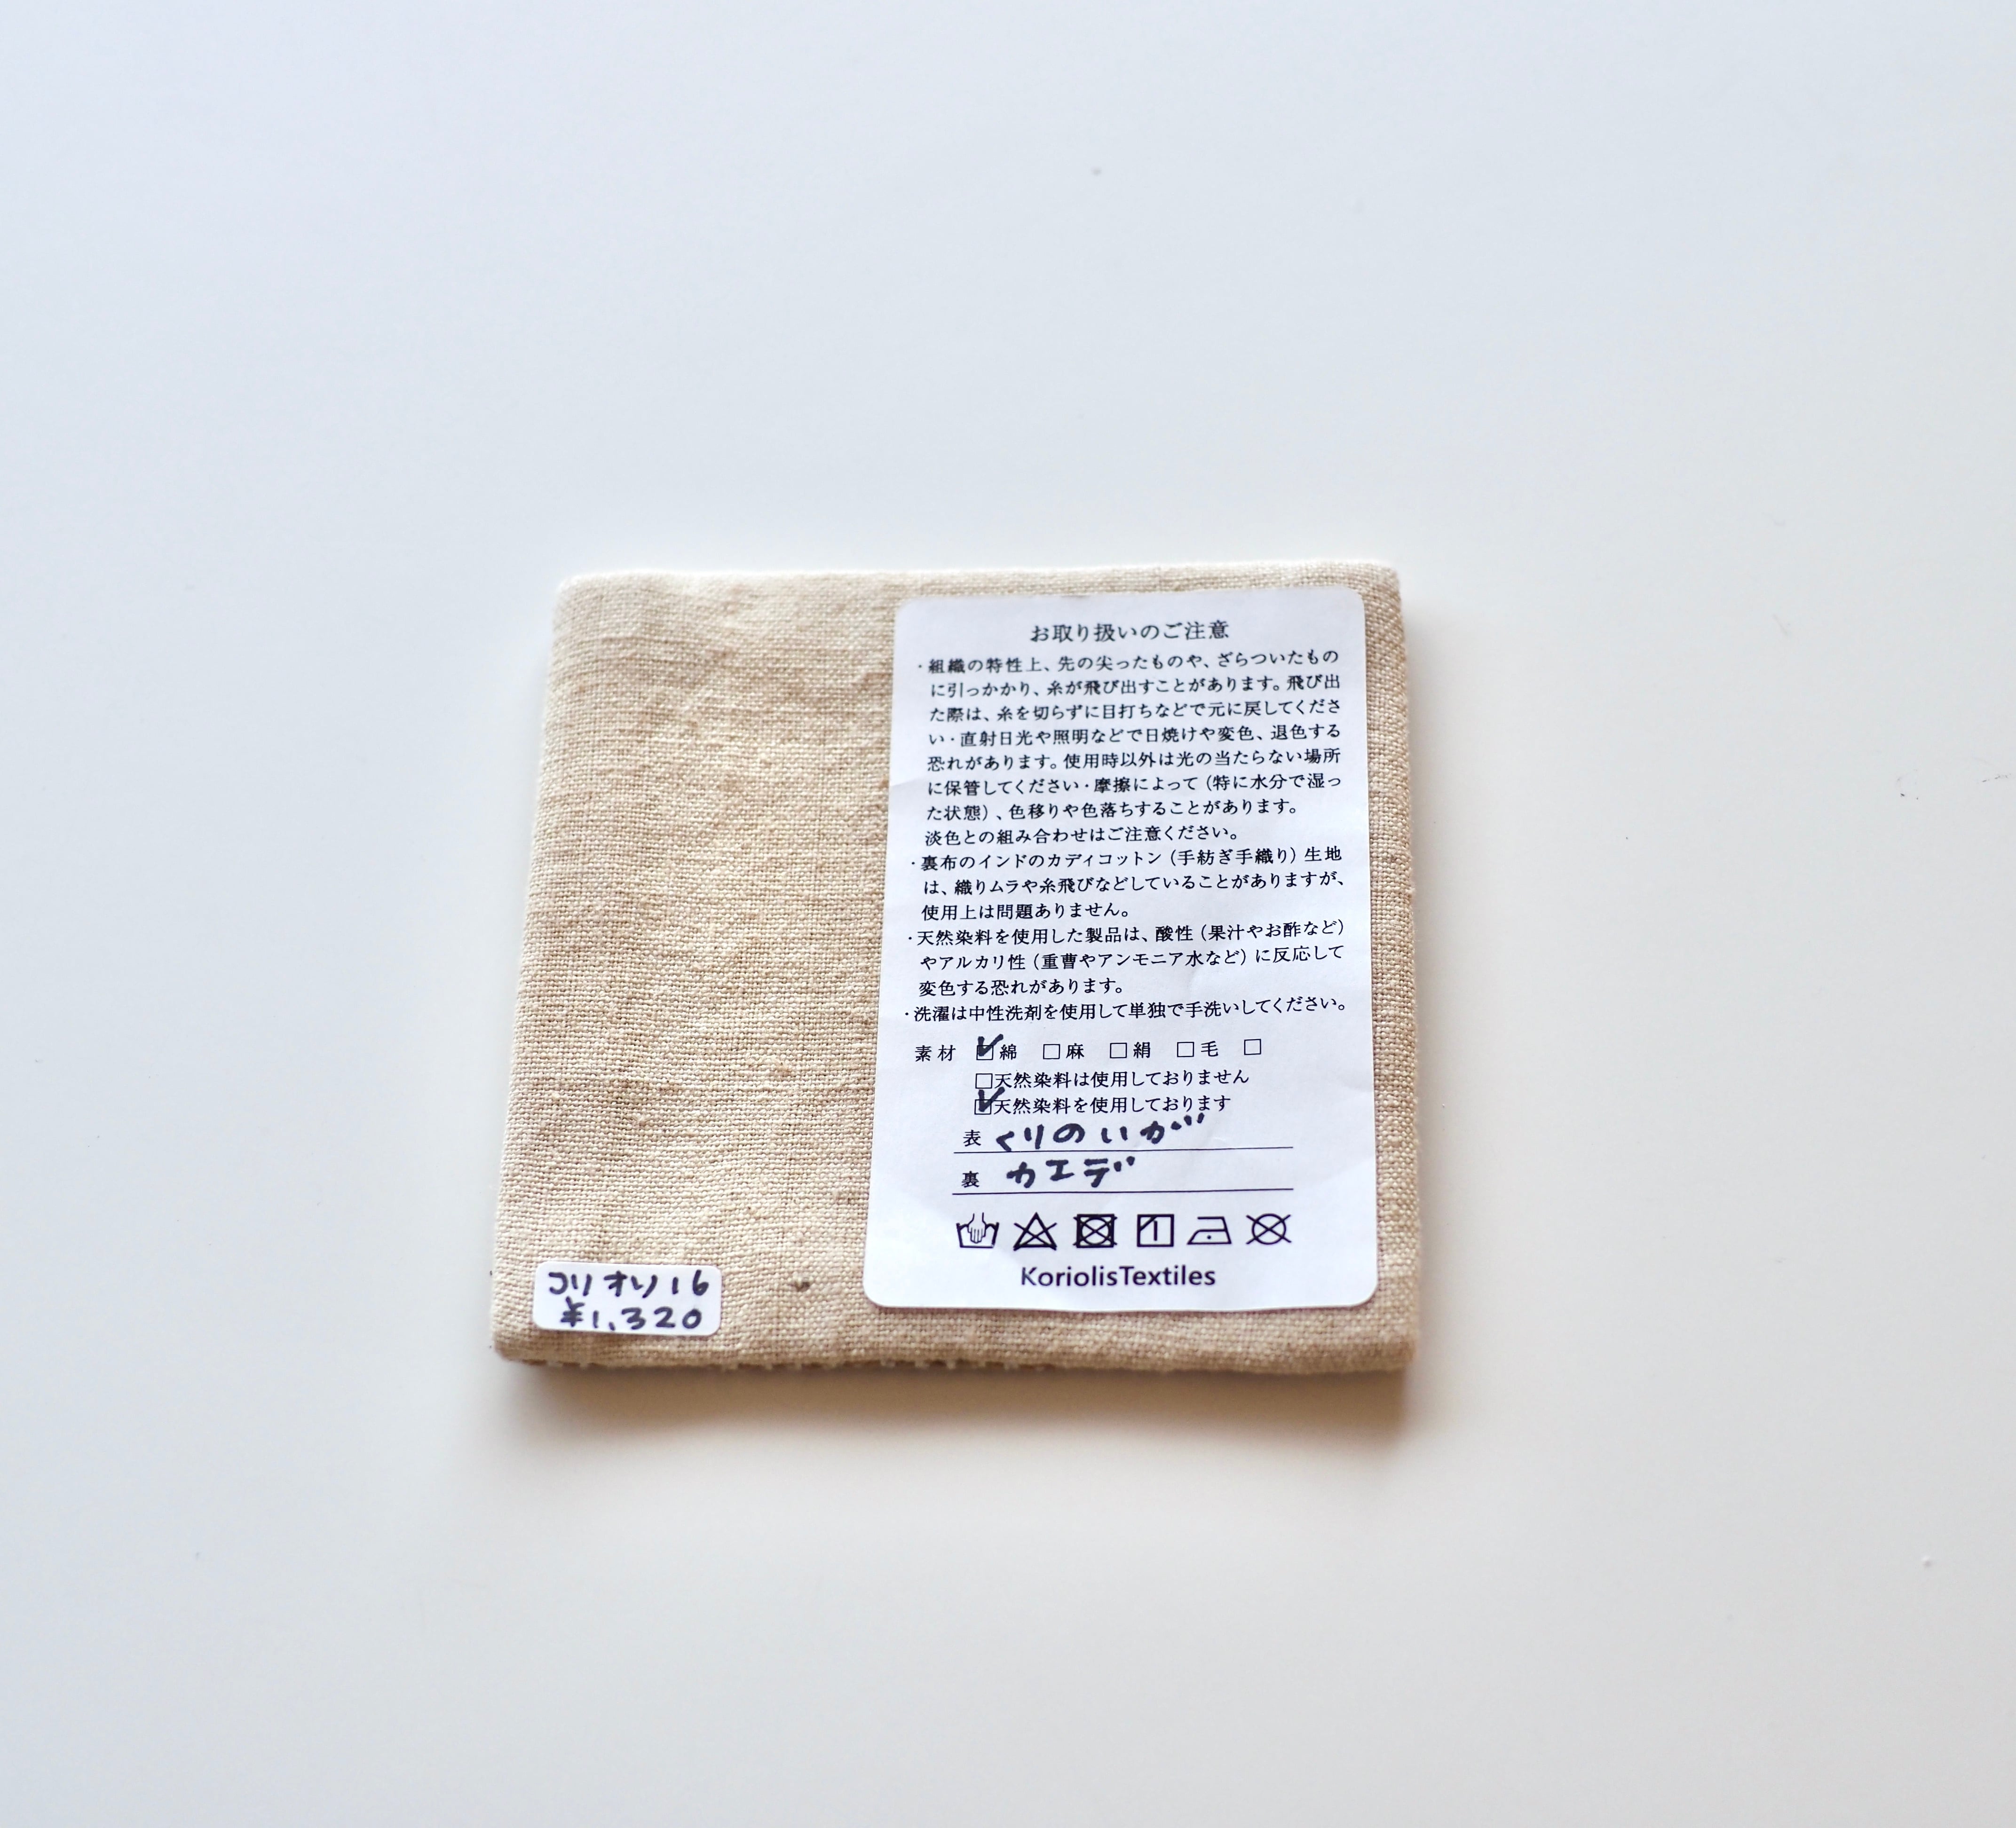 お取り扱いのご注意
・組織の特性上、先の尖ったものや、ざらついたもの
に引っかかり、糸が飛び出すことがあります。飛び出
た際は、糸を切らずに目打ちなどで元に戻してくださ
い・直射日光や照明などで日焼けや変色、退色する
恐れがあります。使用時以外は光の当たらない場所
に保管してください・摩擦によって（特に水分で湿っ
た状態）、色移りや色落ちすることがあります。
淡色との組み合わせはご注意ください。
・裏布のインドのカディコットン（手紡ぎ手織り）生地
は、織りムラや糸飛びなどしていることがありますが、
使用上は問題ありません。
・天然染料を使用した製品は、酸性（果汁やお酢など）
やアルカリ性（重曹やアンモニア水など）に反応して
変色する恐れがあります。
・洗濯は中性洗剤を使用して単独で手洗いしてください。
素材 ☑綿 □麻 □絹 □毛 □
□天然染料は使用しておりません
☑天然染料を使用しております
表 くりのいが
裏 カエデ
KoriolisTextiles
コリオリ16
¥1,320